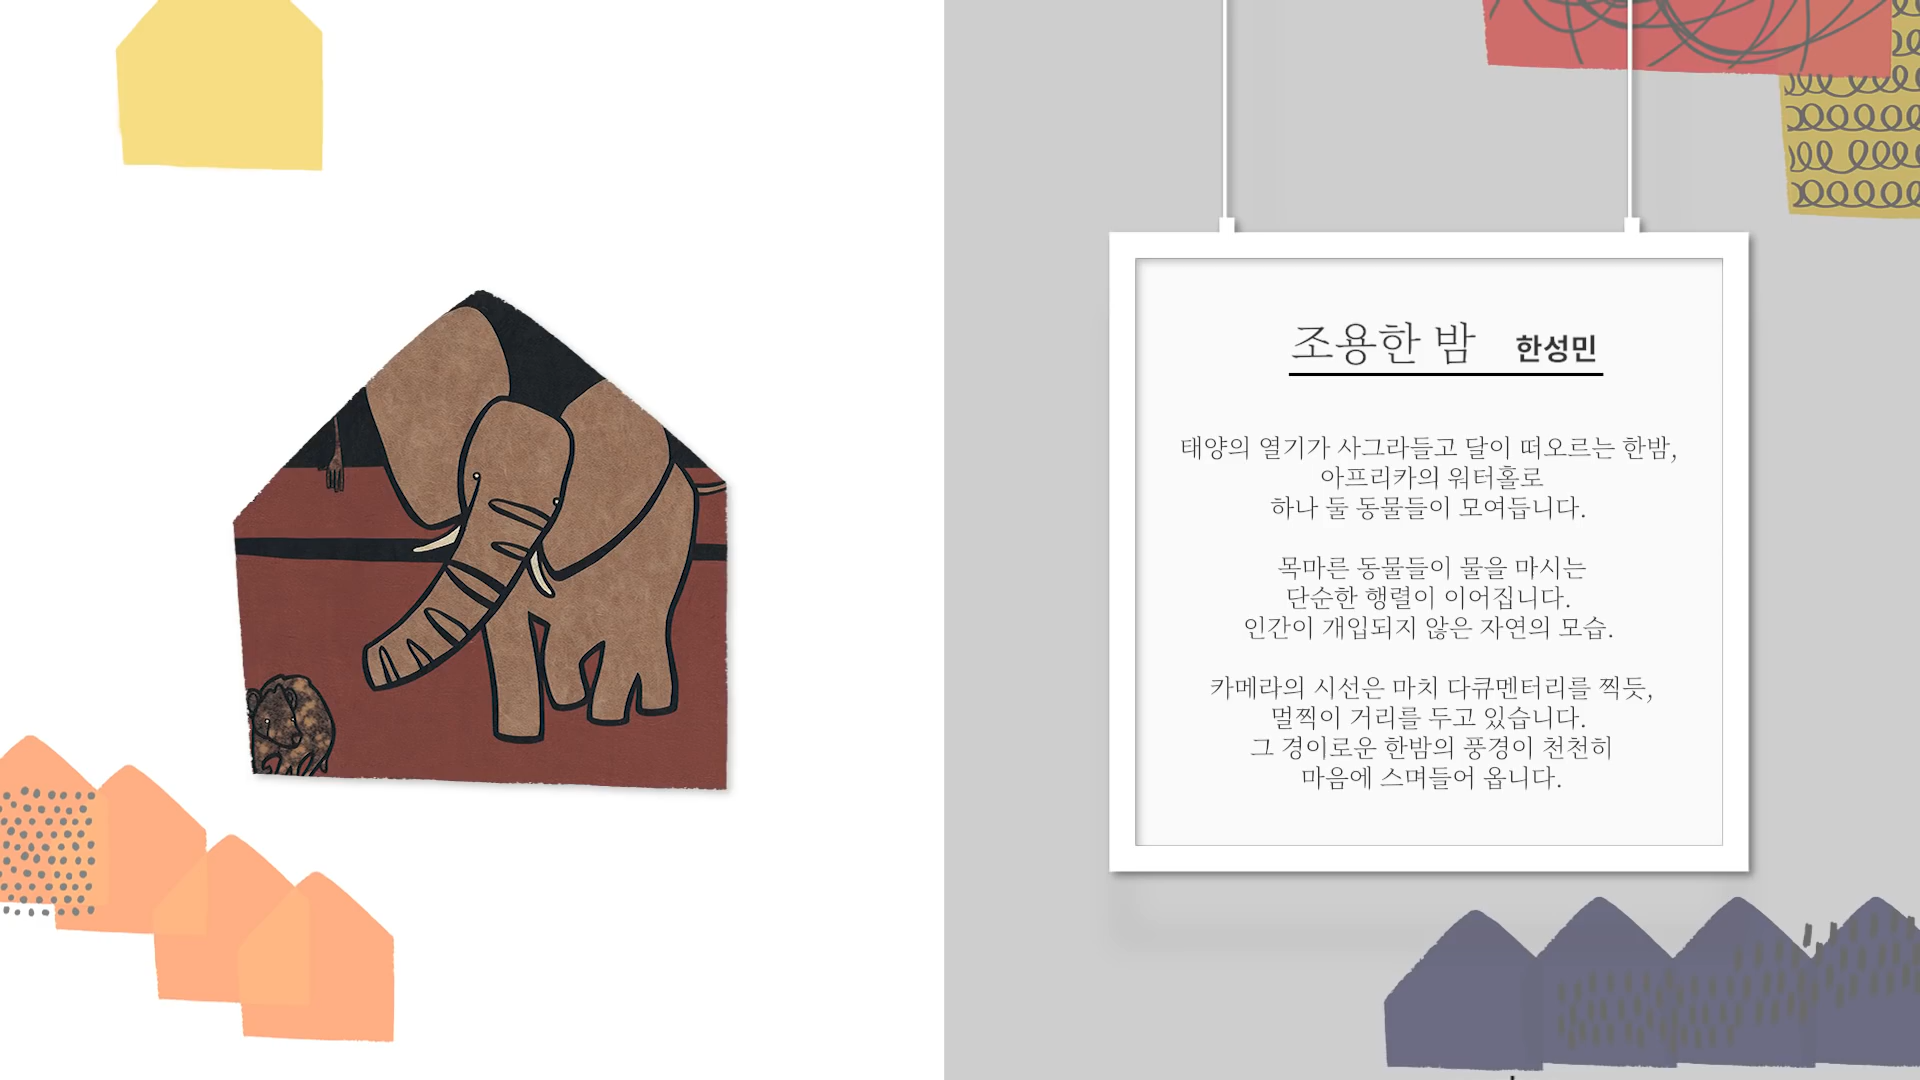 조용한 밤 한성민
태양의 열기가 사그라들고 달이 떠오르는 한밤,
아프리카의 워터홀로
하나 둘 동물들이 모여듭니다.
목마른 동물들이 물을 마시는
단순한 행렬이 이어집니다.
인간이 개입되지 않은 자연의 모습.
카메라의 시선은 마치 다큐멘터리를 찍듯,
멀찍이 거리를 두고 있습니다.
그 경이로운 한밤의 풍경이 천천히
마음에 스며들어 옵니다.